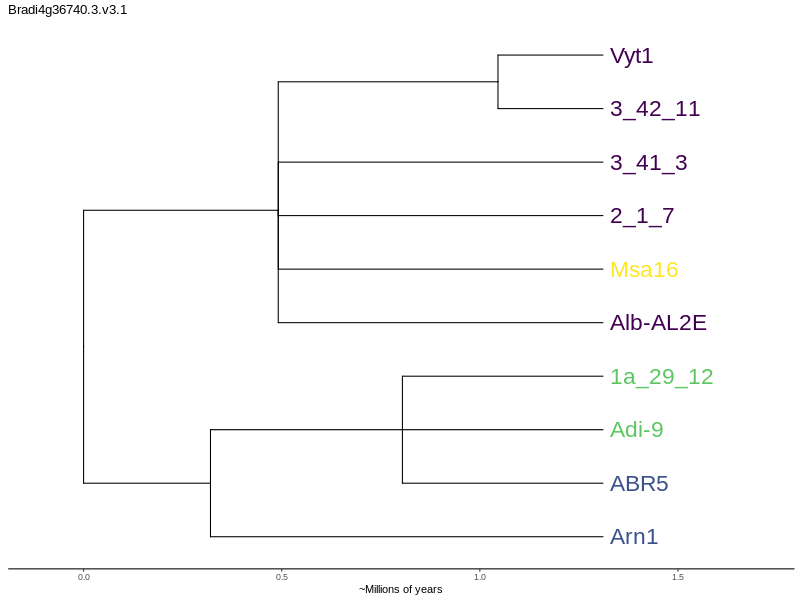 Bradi4g36740.3.v3.1
Vyt1
3_42_11
3_41_3
2_1_7
Msa16
Alb-AL2E
1a_29_12
Adi-9
ABR5
Arn1
0.0 0.5 1.0 1.5
~Millions of years